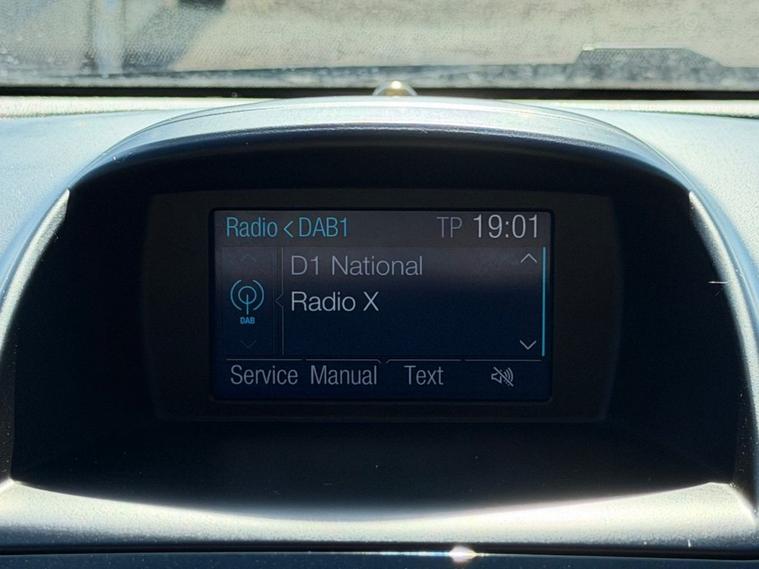 Radio < DAB1 TP 19:01
D1 National
Radio X
DAB
Service Manual Text